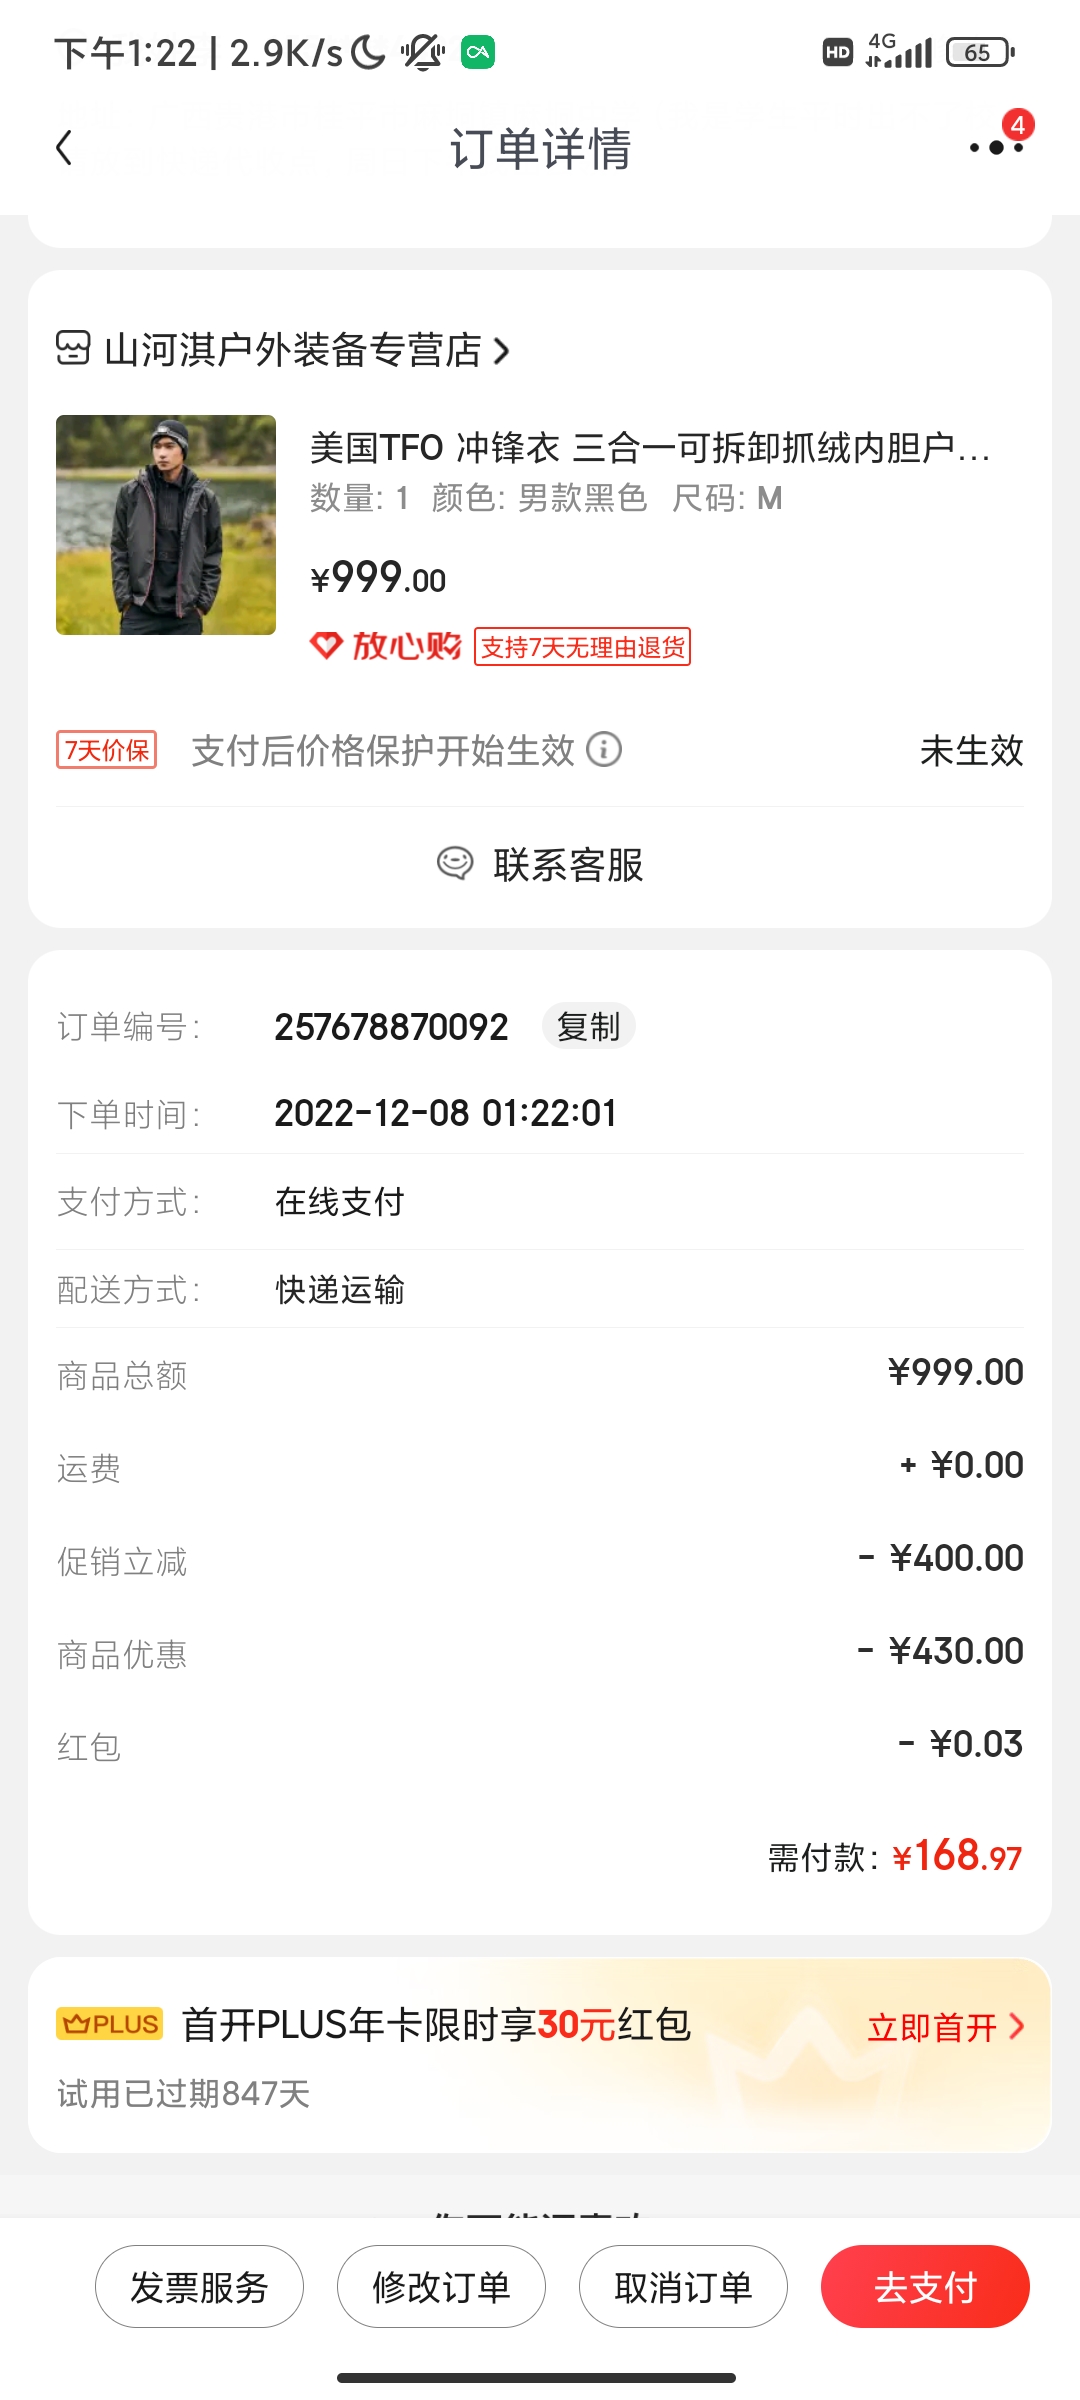 下午1:22 | 2.9K/s
HD 4G 65
订单详情
4
山河淇户外装备专营店
美国TFO 冲锋衣 三合一可拆卸抓绒内胆户...
数量: 1 颜色: 男款黑色 尺码: M
¥999.00
放心购 支持7天无理由退货
7天价保 支付后价格保护开始生效 未生效
联系客服
订单编号: 257678870092 复制
下单时间: 2022-12-08 01:22:01
支付方式: 在线支付
配送方式: 快递运输
商品总额 ¥999.00
运费 + ¥0.00
促销立减 - ¥400.00
商品优惠 - ¥430.00
红包 - ¥0.03
需付款: ¥168.97
PLUS 首开PLUS年卡限时享30元红包 立即首开
试用已过期847天
发票服务 修改订单 取消订单 去支付